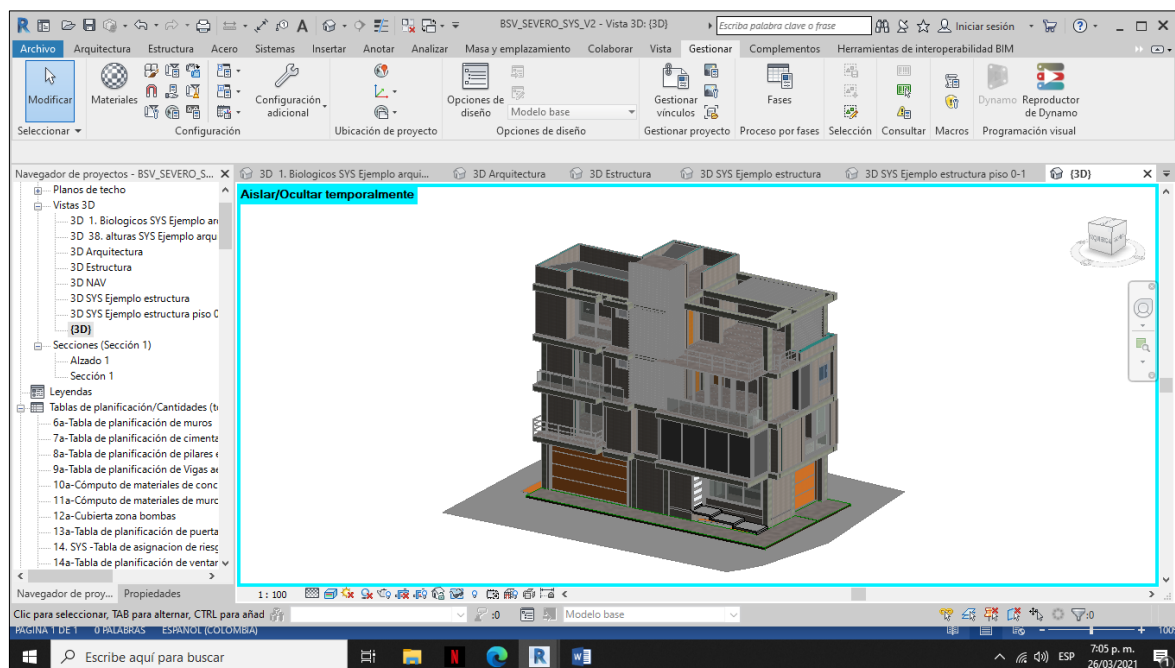 BSV_SEVERO_SYS_V2 - Vista 3D: {3D}
Escriba palabra clave o frase
Iniciar sesión
Archivo Arquitectura Estructura Acero Sistemas Insertar Anotar Analizar Masa y emplazamiento Colaborar Vista Gestionar Complementos Herramientas de interoperabilidad BIM
Modificar
Materiales
Configuración adicional
Opciones de diseño
Modelo base
Gestionar vínculos
Fases
Dynamo
Reproductor de Dynamo
Seleccionar
Configuración
Ubicación de proyecto
Opciones de diseño
Gestionar proyecto
Proceso por fases
Selección
Consultar
Macros
Programación visual
Navegador de proyectos - BSV_SEVERO_S...
3D 1. Biologicos SYS Ejemplo arqui...
3D Arquitectura
3D Estructura
3D SYS Ejemplo estructura
3D SYS Ejemplo estructura piso 0-1
{3D}
Aislar/Ocultar temporalmente
Planos de techo
Vistas 3D
3D 1. Biologicos SYS Ejemplo arq
3D 38. alturas SYS Ejemplo arqu
3D Arquitectura
3D Estructura
3D NAV
3D SYS Ejemplo estructura
3D SYS Ejemplo estructura piso 0
{3D}
Secciones (Sección 1)
Alzado 1
Sección 1
Leyendas
Tablas de planificación/Cantidades (t
6a-Tabla de planificación de muros
7a-Tabla de planificación de cimenta
8a-Tabla de planificación de pilares e
9a-Tabla de planificación de Vigas ae
10a-Cómputo de materiales de conc
11a-Cómputo de materiales de muro
12a-Cubierta zona bombas
13a-Tabla de planificación de puerta
14. SYS -Tabla de asignacion de riesg
14a-Tabla de planificación de ventar
Navegador de proy...
Propiedades
1 : 100
Clic para seleccionar, TAB para alternar, CTRL para añad
:0
Modelo base
:0
PÁGINA 1 DE 1 0 PALABRAS ESPAÑOL (COLOMBIA)
100
Escribe aquí para buscar
ESP
7:05 p. m.
26/03/2021